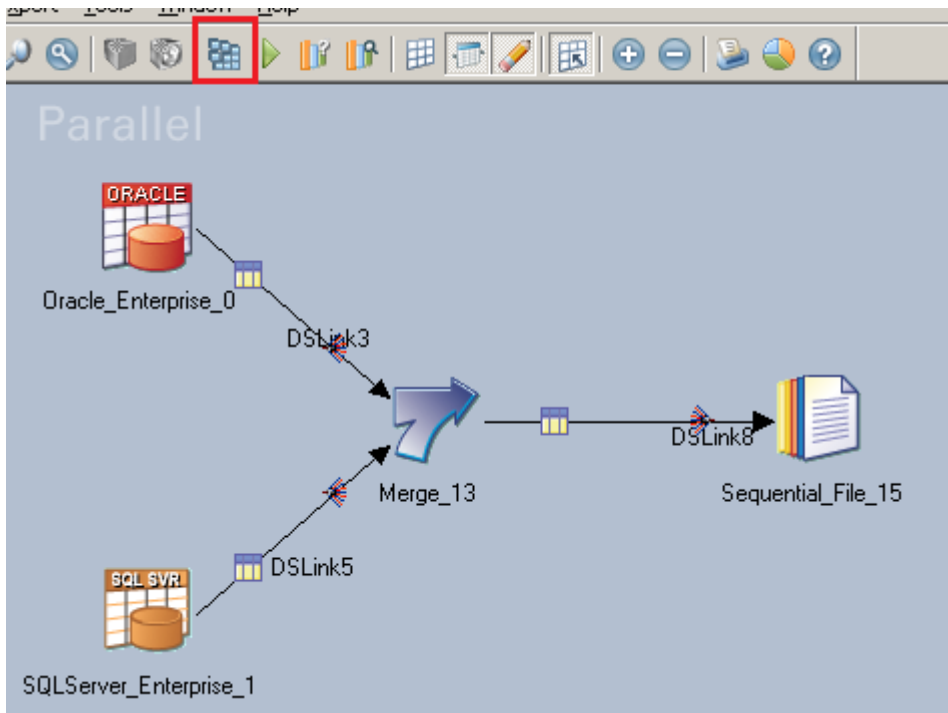 Parallel
ORACLE
Oracle_Enterprise_0
DSLink3
Merge_13
DSLink8
Sequential_File_15
DSLink5
SQL SVR
SQLServer_Enterprise_1